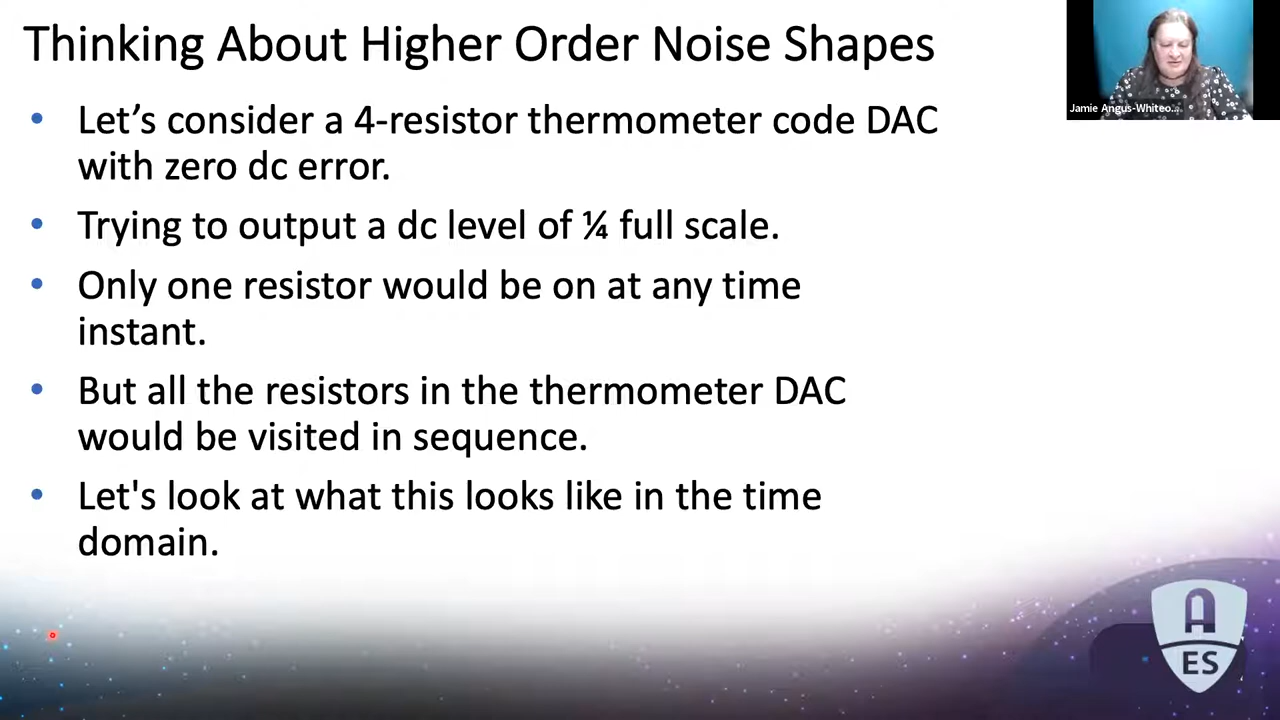 Thinking About Higher Order Noise Shapes
Jamie Angus-Whiteo...
• Let’s consider a 4-resistor thermometer code DAC
with zero dc error.
• Trying to output a dc level of ¼ full scale.
• Only one resistor would be on at any time
instant.
• But all the resistors in the thermometer DAC
would be visited in sequence.
• Let's look at what this looks like in the time
domain.
A
ES